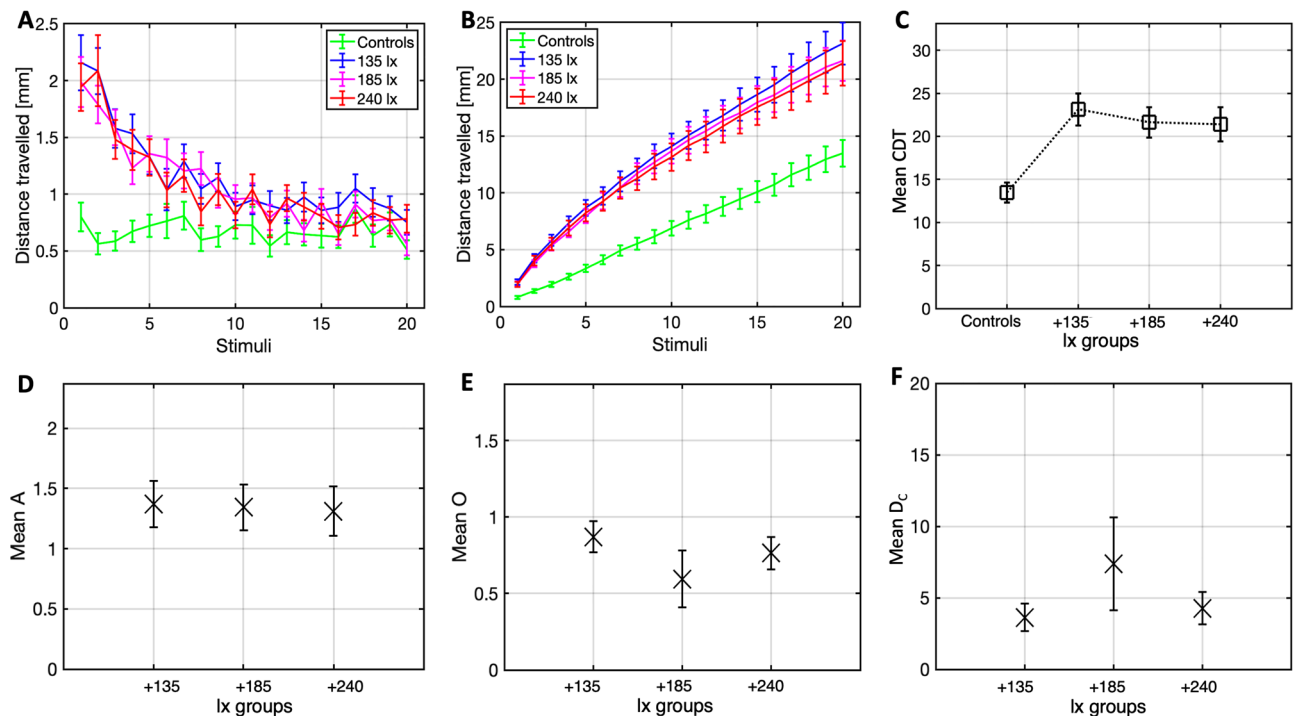 A
Distance travelled [mm]
2.5
2
1.5
1
0.5
0
Controls
135 lx
185 lx
240 lx
0 5 10 15 20
Stimuli
B
Distance travelled [mm]
25
20
15
10
5
0
Controls
135 lx
185 lx
240 lx
0 5 10 15 20
Stimuli
C
Mean CDT
30
25
20
15
10
5
0
Controls +135 +185 +240
lx groups
D
Mean A
2
1.5
1
0.5
0
+135 +185 +240
lx groups
E
Mean O
1.5
1
0.5
0
+135 +185 +240
lx groups
F
Mean DC
20
15
10
5
0
+135 +185 +240
lx groups